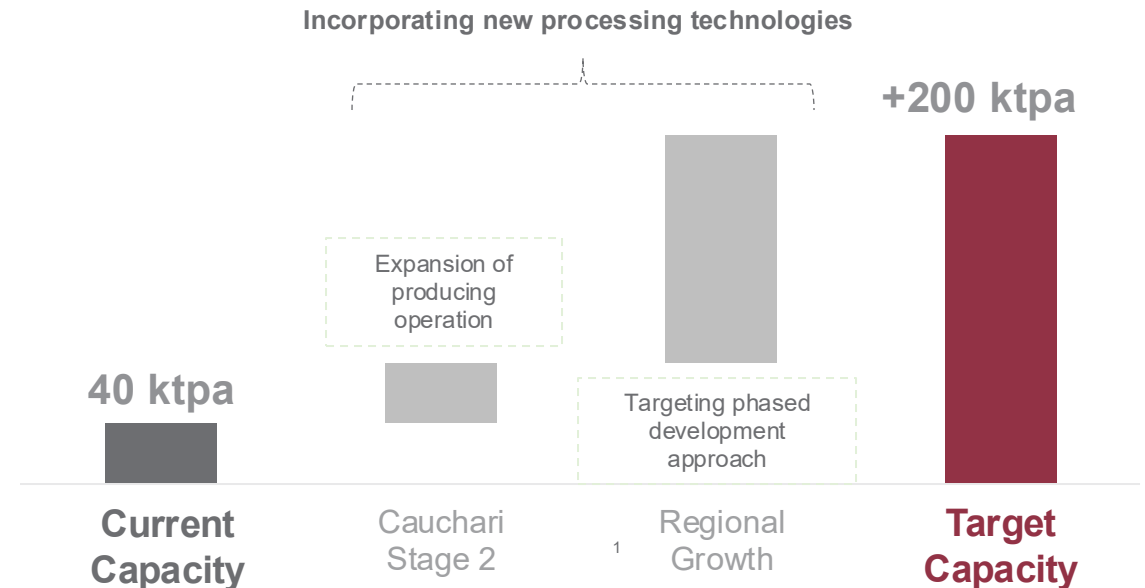 Incorporating new processing technologies
+200 ktpa
Expansion of
producing
operation
40 ktpa
Targeting phased
development
approach
Current
Capacity
Cauchari
Stage 2
1
Regional
Growth
Target
Capacity